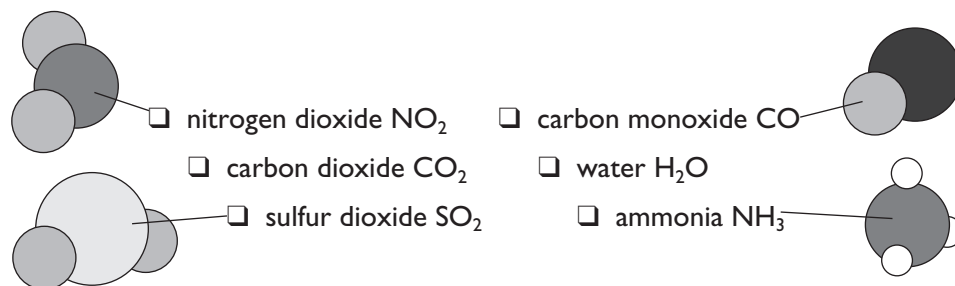 ❑ nitrogen dioxide NO₂ ❑ carbon monoxide CO
❑ carbon dioxide CO₂ ❑ water H₂O
❑ sulfur dioxide SO₂ ❑ ammonia NH₃